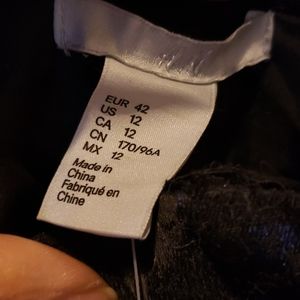 EUR 42
US 12
CA 12
CN 170/96A
MX 12
Made in
China
Fabriqué en
Chine